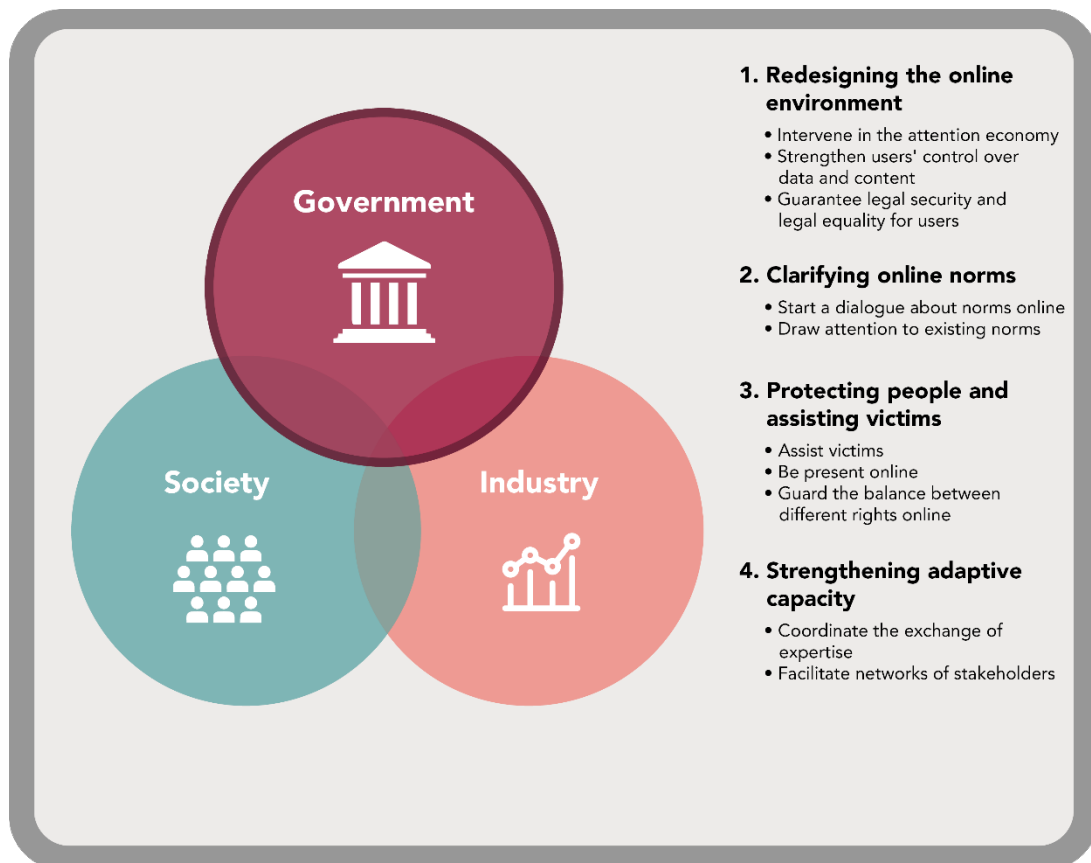 Government
Society
Industry
1. Redesigning the online
environment
• Intervene in the attention economy
• Strengthen users' control over
data and content
• Guarantee legal security and
legal equality for users
2. Clarifying online norms
• Start a dialogue about norms online
• Draw attention to existing norms
3. Protecting people and
assisting victims
• Assist victims
• Be present online
• Guard the balance between
different rights online
4. Strengthening adaptive
capacity
• Coordinate the exchange of
expertise
• Facilitate networks of stakeholders